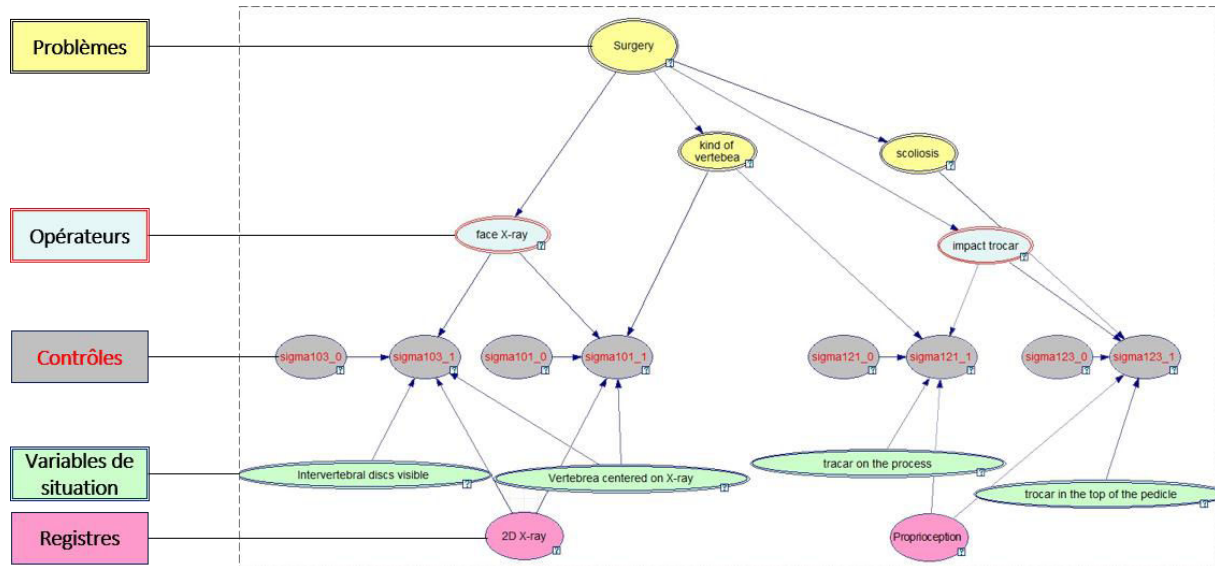 Problèmes
Surgery
kind of
vertebea
scoliosis
Opérateurs
face X-ray
impact trocar
Contrôles
sigma103_0
sigma103_1
sigma101_0
sigma101_1
sigma121_0
sigma121_1
sigma123_0
sigma123_1
Variables de
situation
Intervertebral discs visible
Vertebrea centered on X-ray
tracar on the process
trocar in the top of the pedicle
Registres
2D X-ray
Proprioception